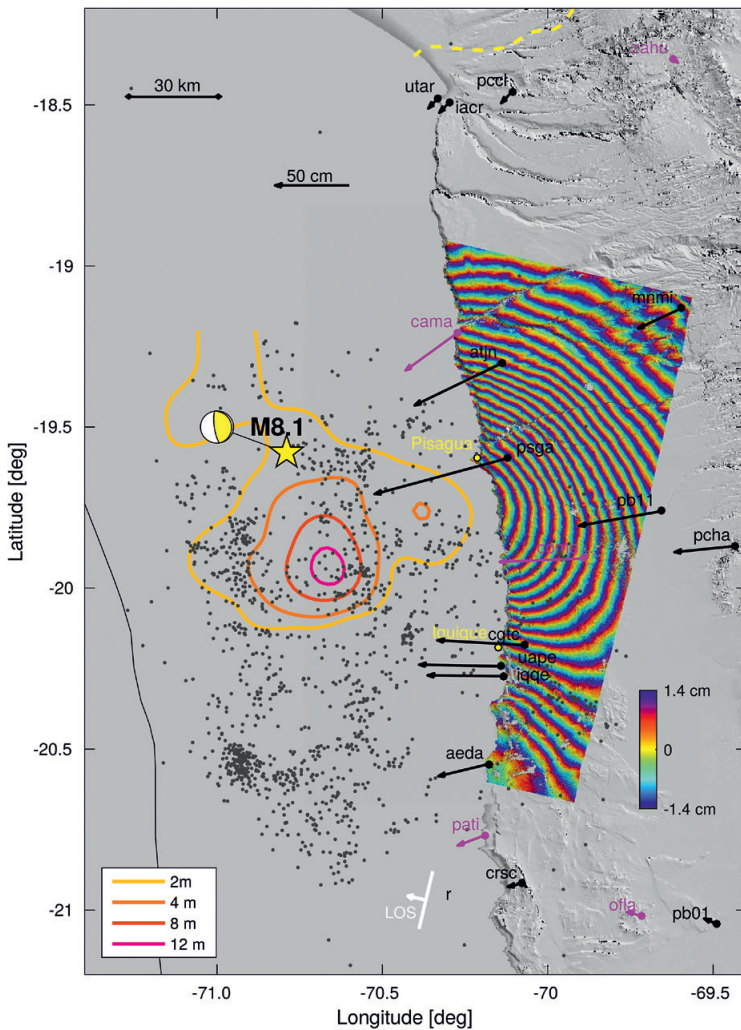 zahu
30 km
utar
pccl
iacr
-18.5
50 cm
-19
mnmi
cama
atjn
-19.5
M8.1
Pisagua
psga
pb11
pcha
-20
Iquique
cgtc
uape
iqqe
1.4 cm
0
-1.4 cm
-20.5
aeda
pati
crsc
2m
4 m
8 m
12 m
LOS
r
ofla
pb01
-21
-71.0
-70.5
-70
-69.5
Latitude [deg]
Longitude [deg]